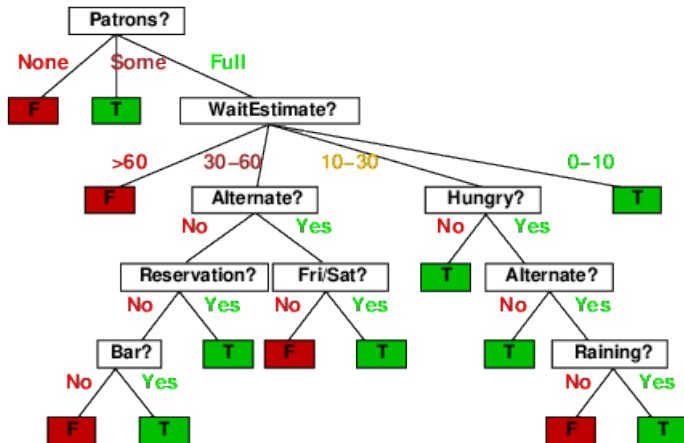 Patrons?
None Some Full
F T WaitEstimate?
>60 30–60 10–30 0–10
F Alternate? Hungry? T
No Yes No Yes
Reservation? Fri/Sat? T Alternate?
No Yes No Yes No Yes
Bar? T F T T Raining?
No Yes No Yes
F T F T